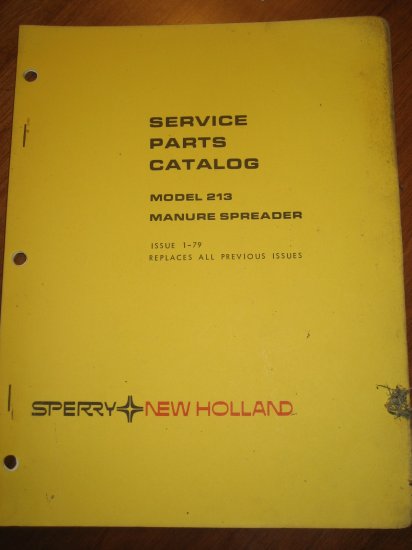 SERVICE
PARTS
CATALOG
MODEL 213
MANURE SPREADER
ISSUE 1-79
REPLACES ALL PREVIOUS ISSUES
SPERRY NEW HOLLAND